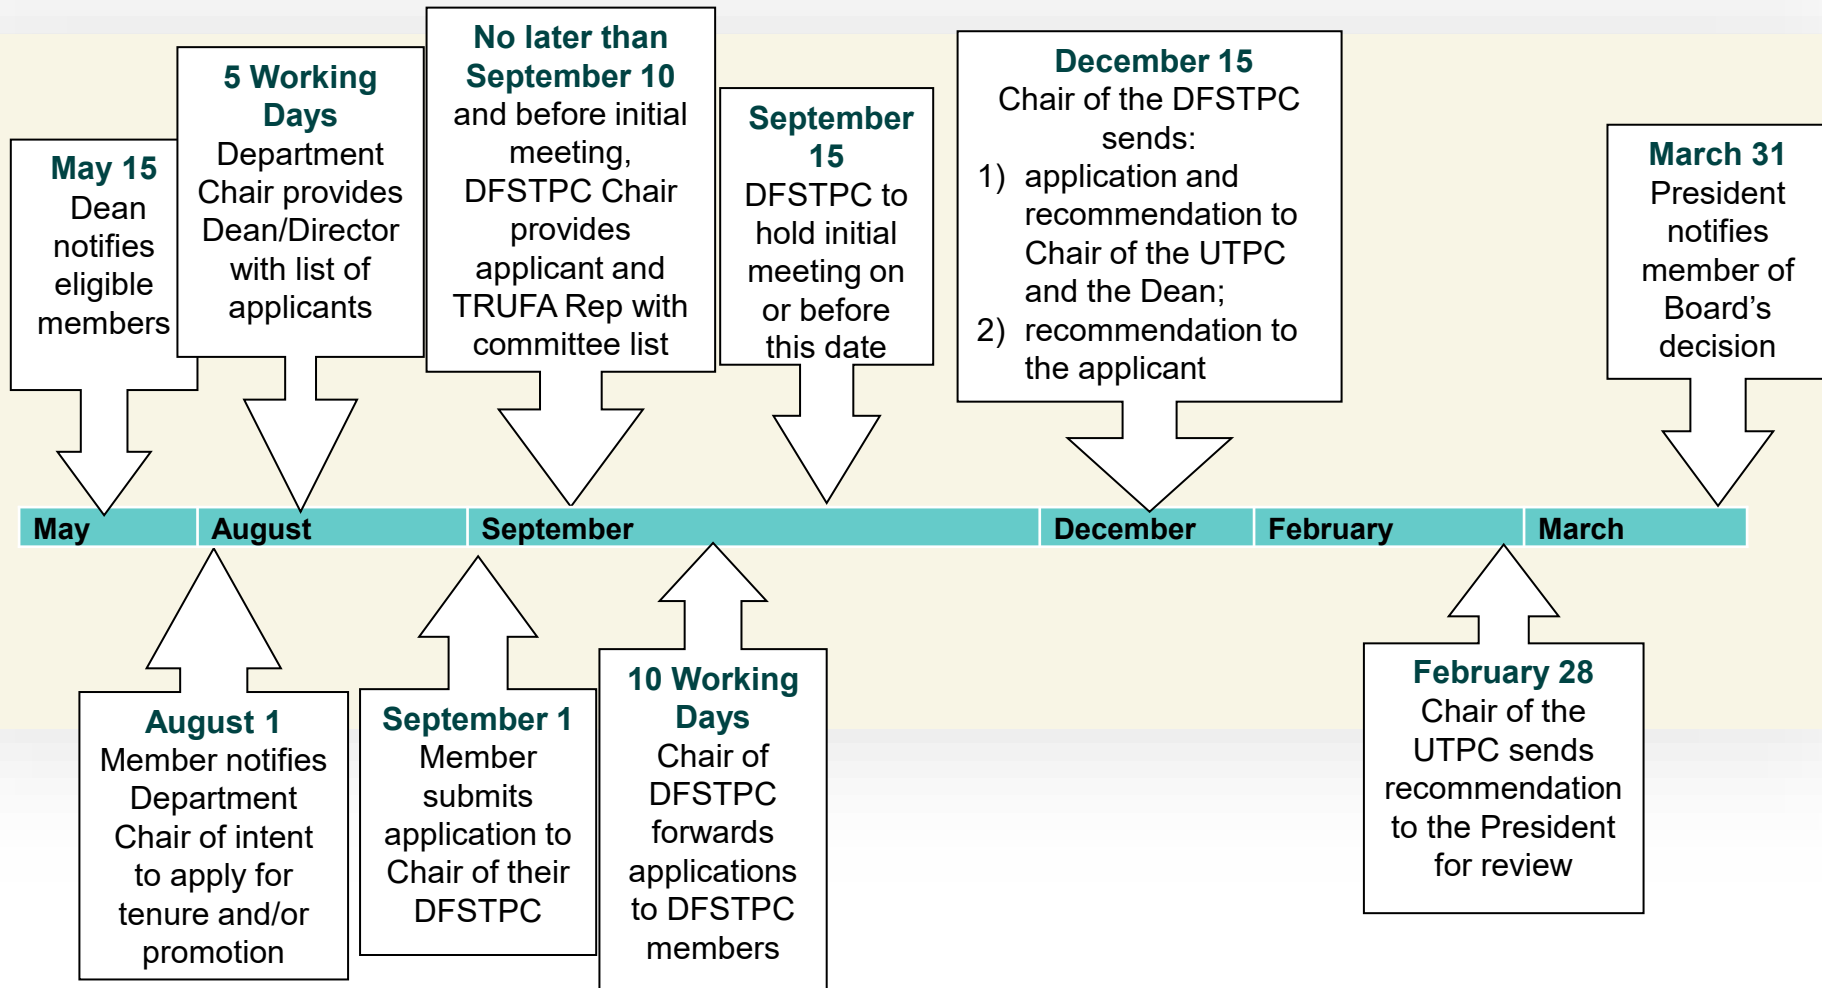 May 15
Dean
notifies
eligible
members
5 Working
Days
Department
Chair provides
Dean/Director
with list of
applicants
No later than
September 10
and before initial
meeting,
DFSTPC Chair
provides
applicant and
TRUFA Rep with
committee list
September
15
DFSTPC to
hold initial
meeting on
or before
this date
December 15
Chair of the DFSTPC
sends:
1) application and
recommendation to
Chair of the UTPC
and the Dean;
2) recommendation to
the applicant
March 31
President
notifies
member of
Board’s
decision
May
August
September
December
February
March
August 1
Member notifies
Department
Chair of intent
to apply for
tenure and/or
promotion
September 1
Member
submits
application to
Chair of their
DFSTPC
10 Working
Days
Chair of
DFSTPC
forwards
applications
to DFSTPC
members
February 28
Chair of the
UTPC sends
recommendation
to the President
for review